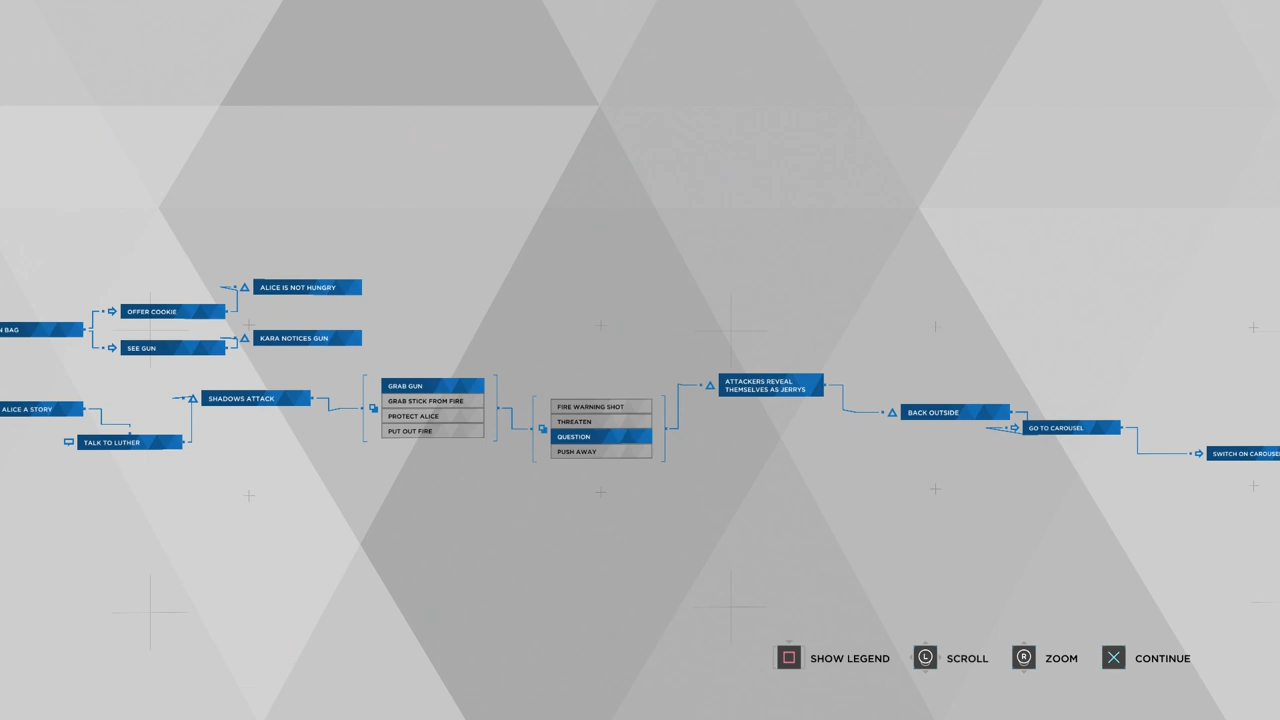 ALICE IS NOT HUNGRY
OFFER COOKIE
N BAG
KARA NOTICES GUN
SEE GUN
ATTACKERS REVEAL
THEMSELVES AS JERRYS
GRAB GUN
SHADOWS ATTACK
GRAB STICK FROM FIRE
ALICE A STORY
FIRE WARNING SHOT
BACK OUTSIDE
PROTECT ALICE
THREATEN
GO TO CAROUSEL
PUT OUT FIRE
QUESTION
TALK TO LUTHER
PUSH AWAY
SWITCH ON CAROUSE
SHOW LEGEND
L
SCROLL
R
ZOOM
CONTINUE